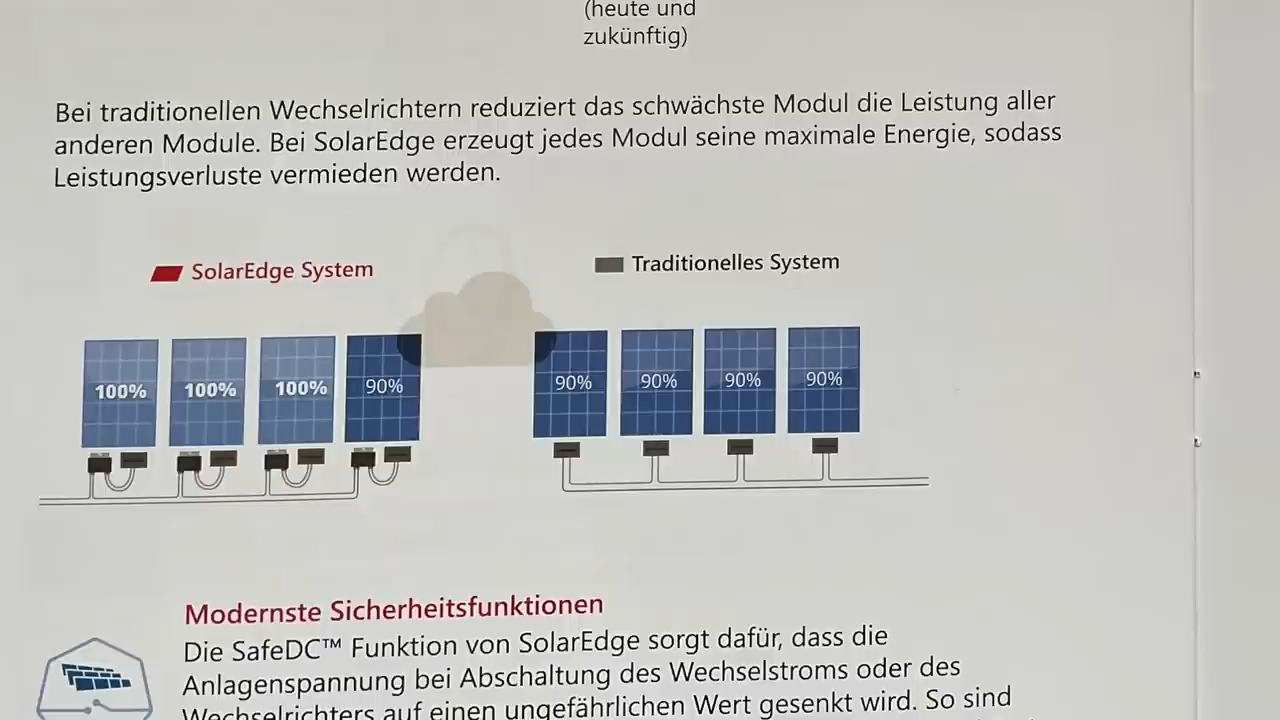 (heute und
zukünftig)
Bei traditionellen Wechselrichtern reduziert das schwächste Modul die Leistung aller
anderen Module. Bei SolarEdge erzeugt jedes Modul seine maximale Energie, sodass
Leistungsverluste vermieden werden.
SolarEdge System
Traditionelles System
100% 100% 100% 90%
90% 90% 90% 90%
Modernste Sicherheitsfunktionen
Die SafeDC™ Funktion von SolarEdge sorgt dafür, dass die
Anlagenspannung bei Abschaltung des Wechselstroms oder des
Wechselrichters auf einen ungefährlichen Wert gesenkt wird. So sind